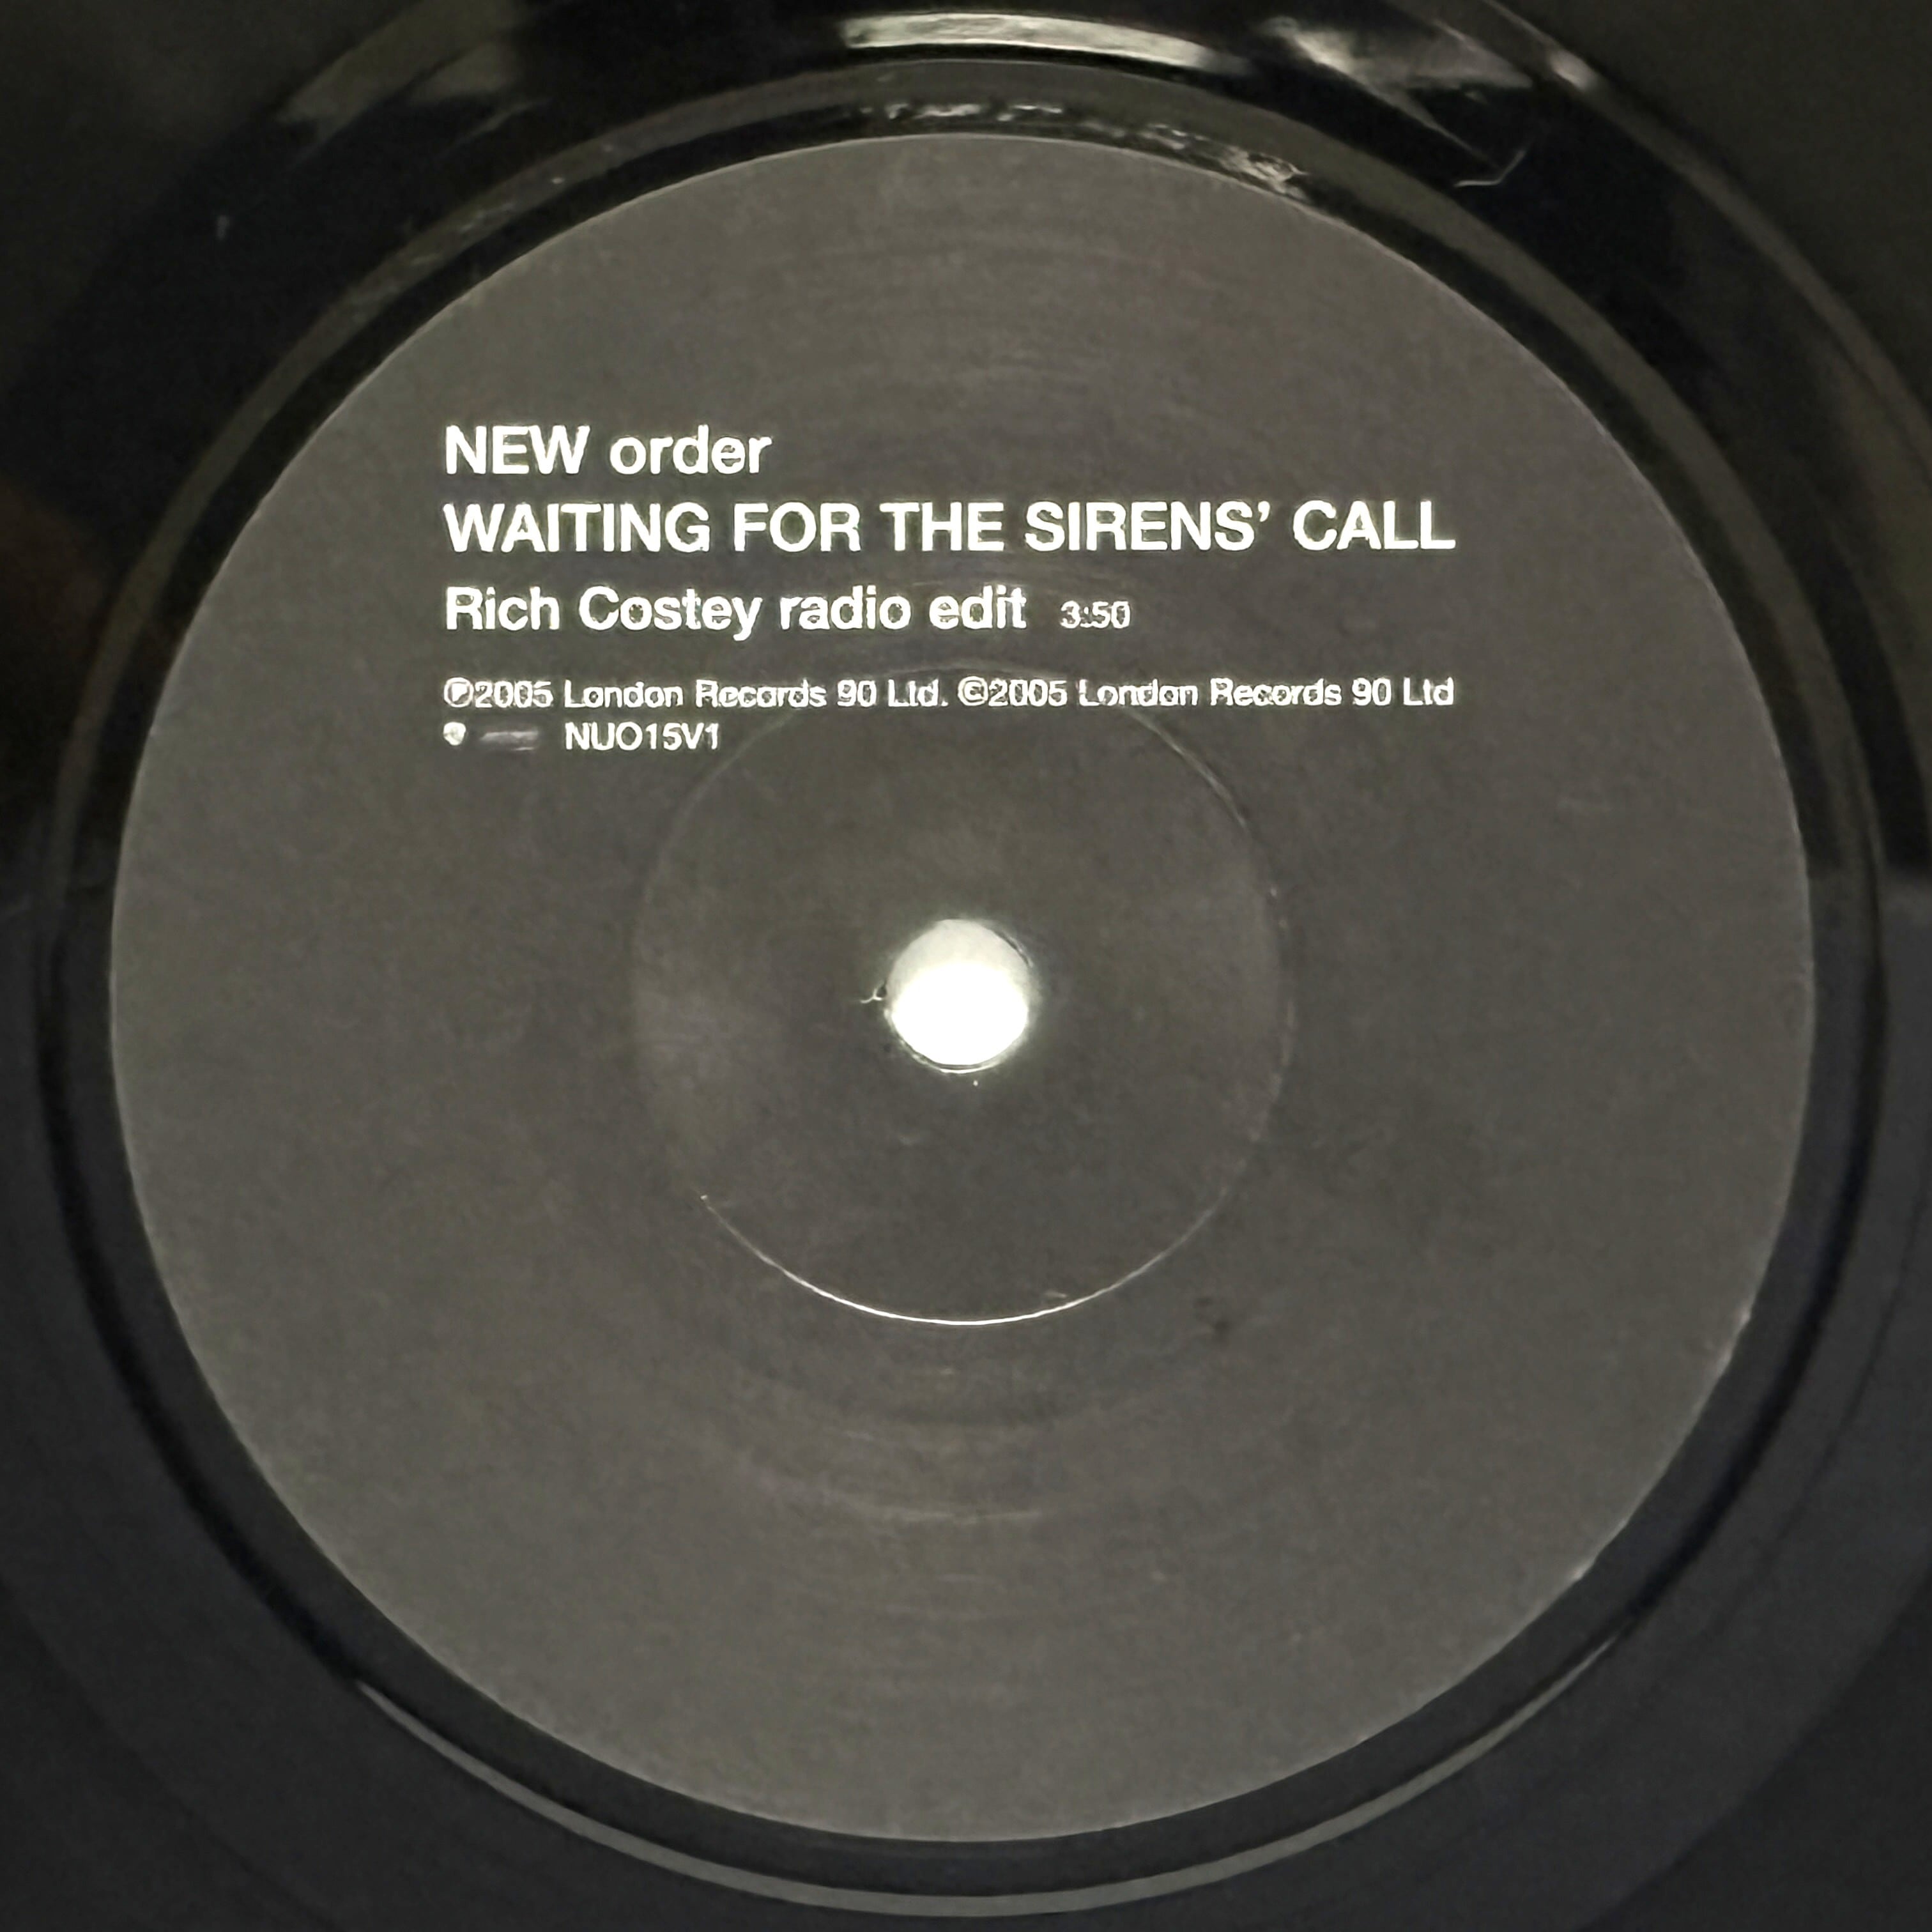 NEW order
WAITING FOR THE SIRENS’ CALL
Rich Costey radio edit 3:50
℗2005 London Records 90 Ltd. ©2005 London Records 90 Ltd
NUO15V1